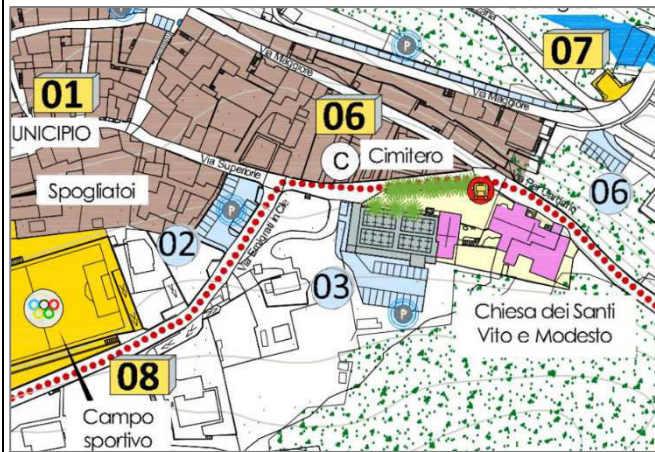 P
Via Maggiore
07
01
06
Via Maggiore
UNICIPIO
C Cimitero
Via Superiore
Spogliatoi
P
06
02
03
P
Chiesa dei Santi
Vito e Modesto
08
Campo
sportivo